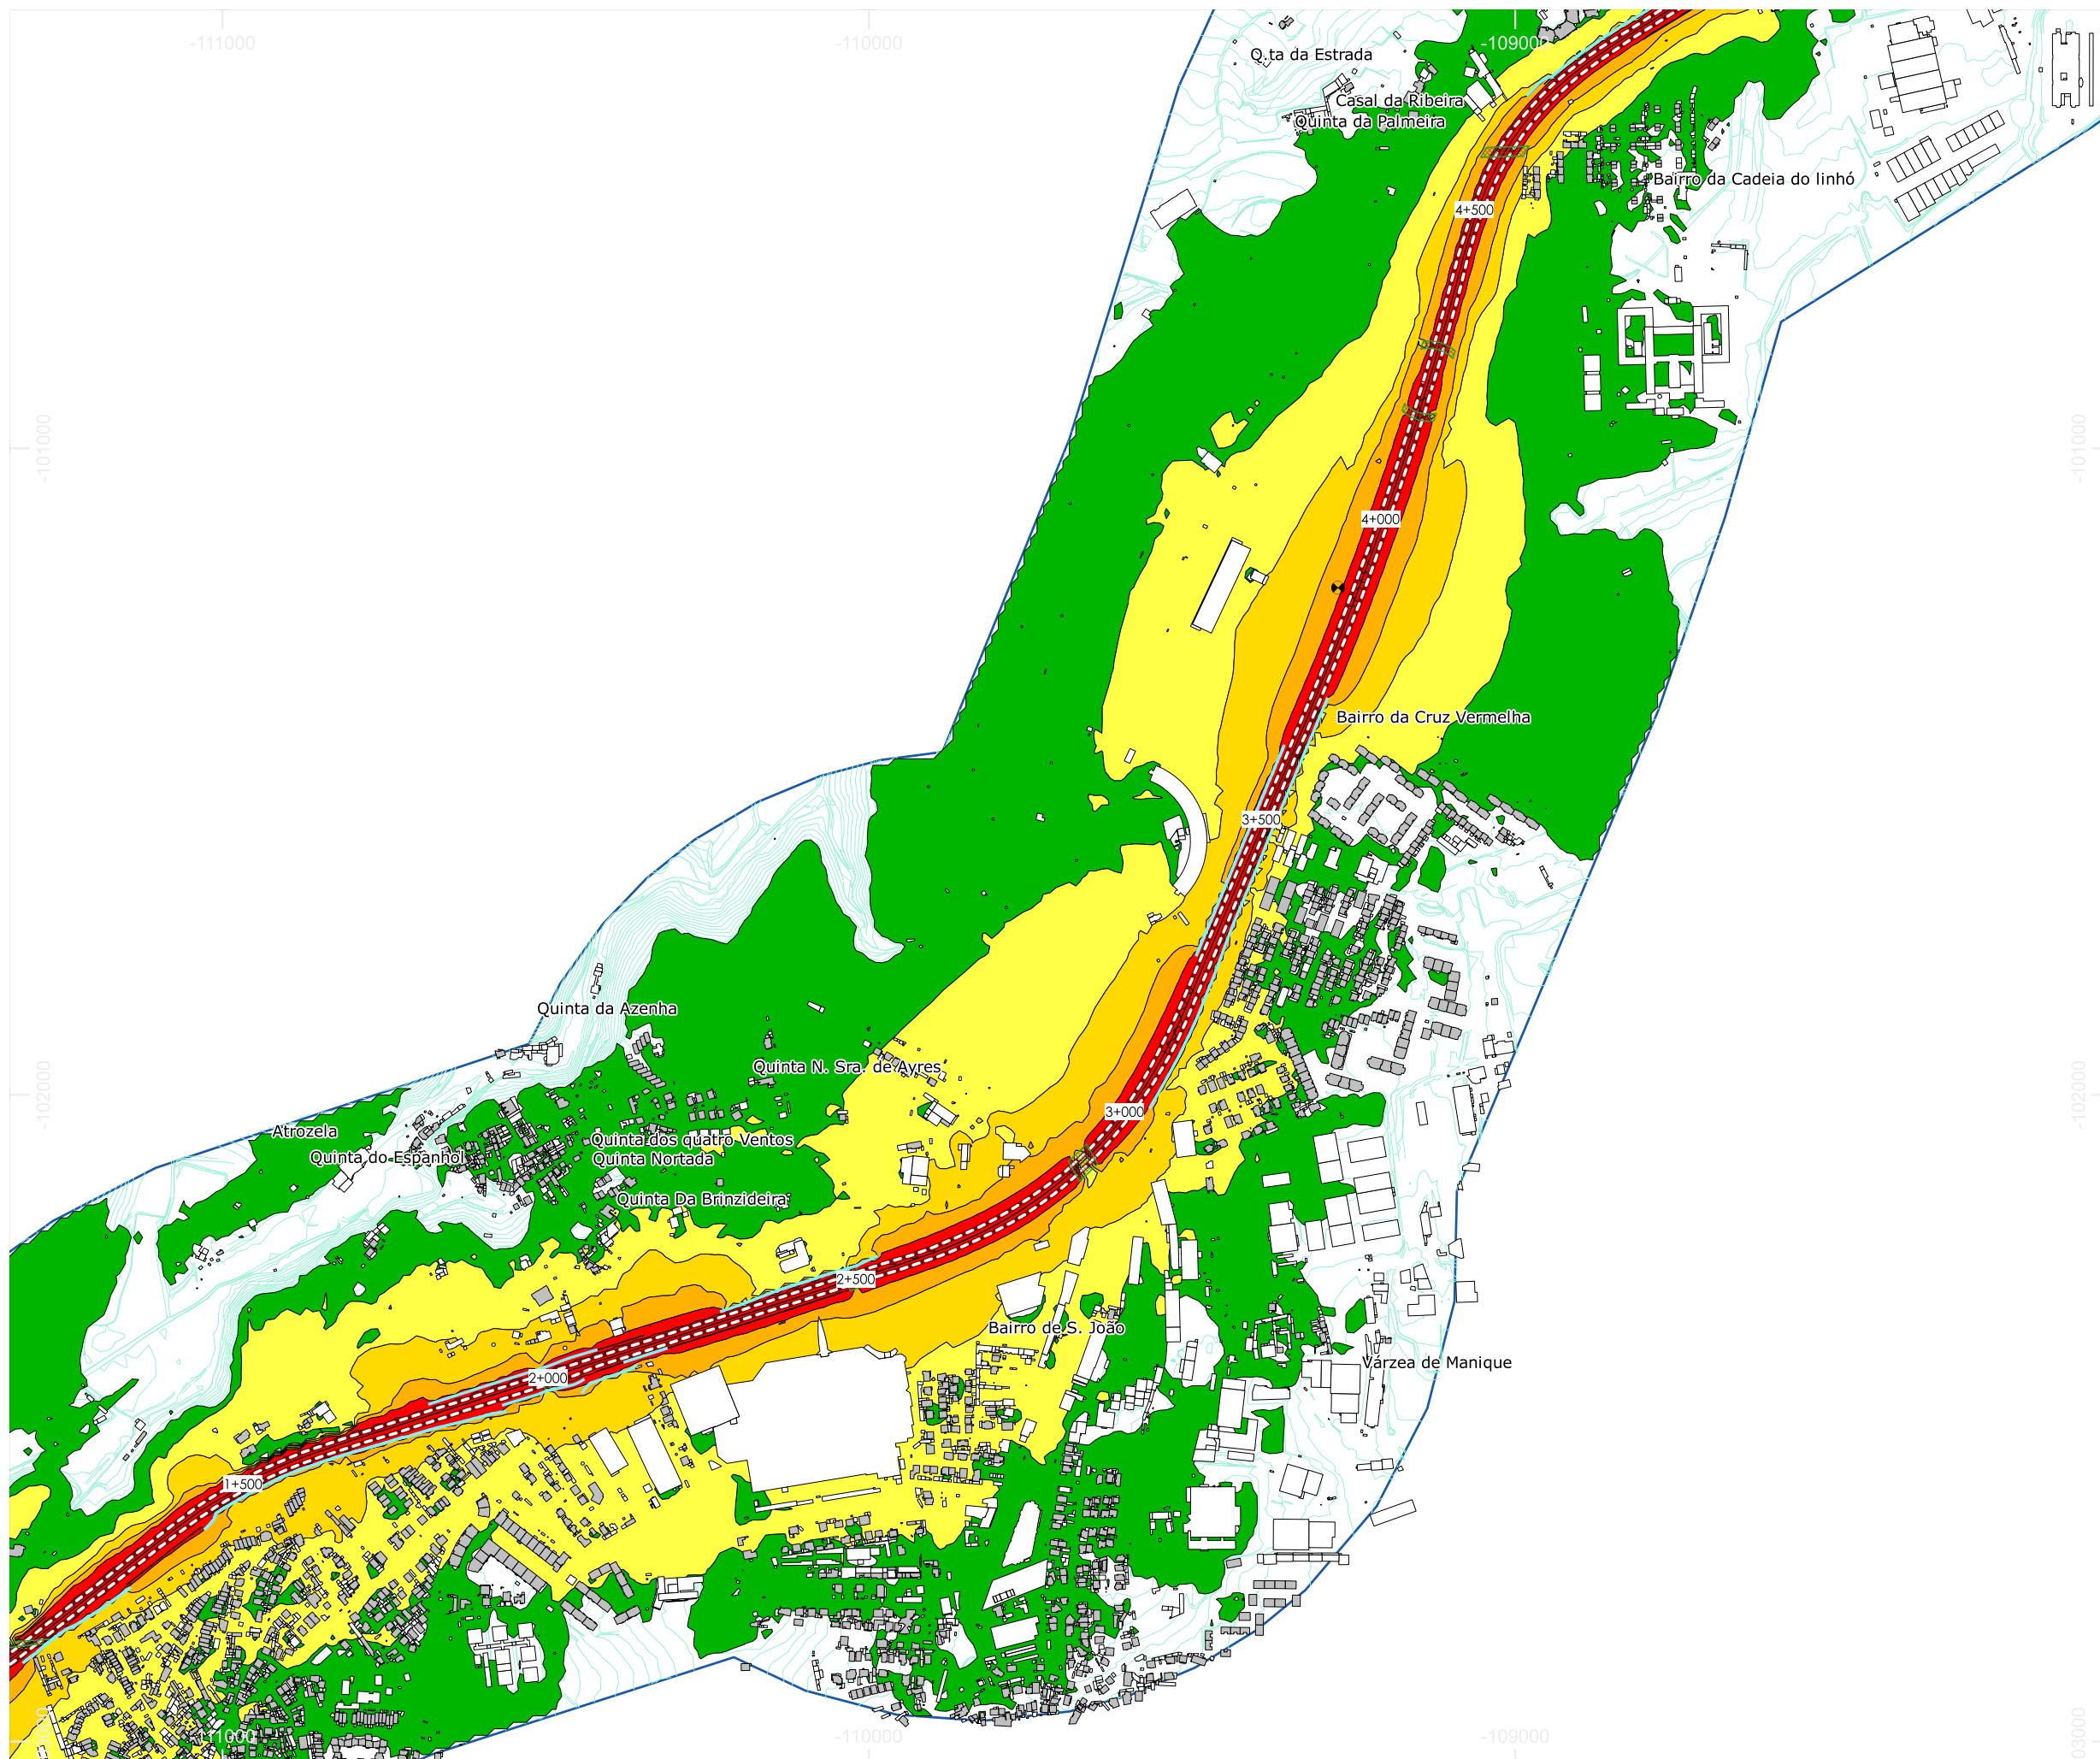 -111000
-110000
-109000
Q.ta da Estrada
Casal da Ribeira
Quinta da Palmeira
Bairro da Cadeia do linhó
4+500
-101000
-101000
4+000
Bairro da Cruz Vermelha
3+500
Quinta da Azenha
Quinta N. Sra. de Ayres
-102000
-102000
3+000
Atrozela
Quinta dos quatro Ventos
Quinta do Espanhol
Quinta Nortada
Quinta Da Brinzideira
2+500
Bairro de S. João
Várzea de Manique
2+000
1+500
-111000
-110000
-109000